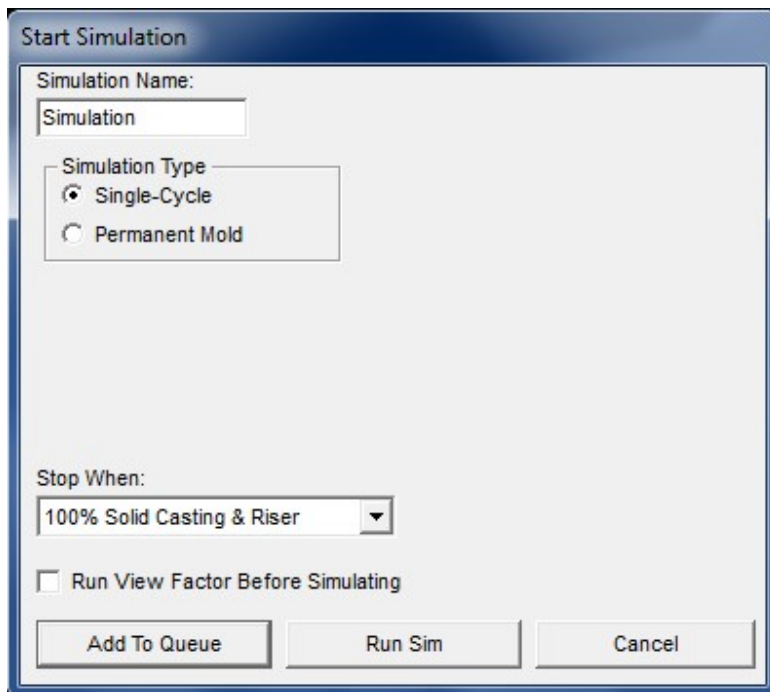 Start Simulation
Simulation Name:
Simulation
Simulation Type
Single-Cycle
Permanent Mold
Stop When:
100% Solid Casting & Riser
Run View Factor Before Simulating
Add To Queue Run Sim Cancel